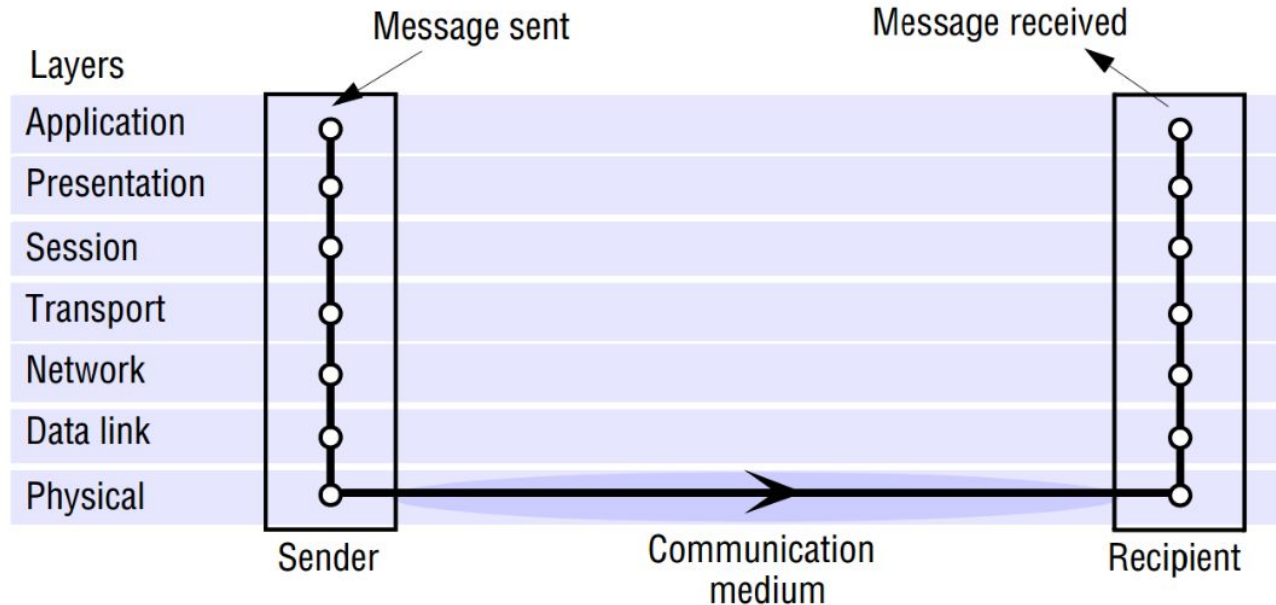 Message sent
Message received
Layers
Application
Presentation
Session
Transport
Network
Data link
Physical
Sender
Communication
medium
Recipient